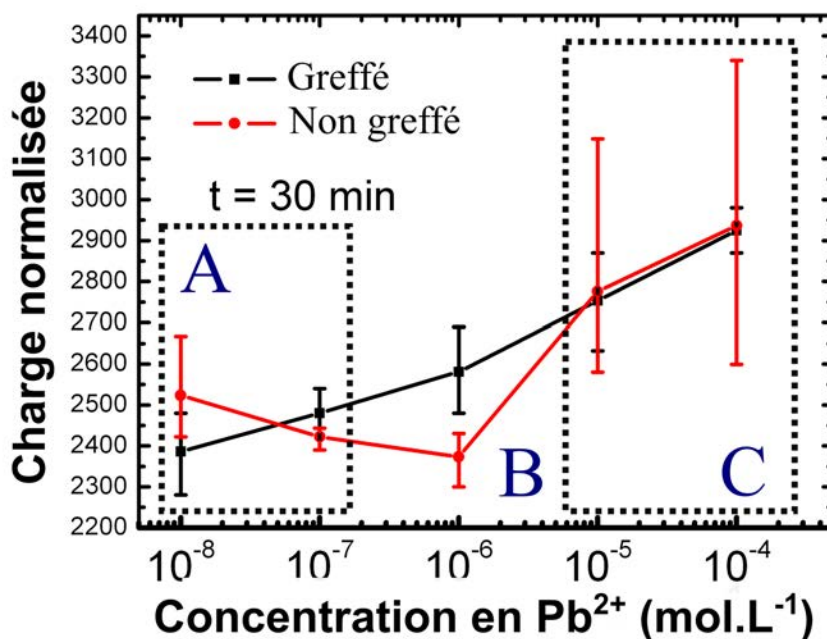 3400
3300
3200
3100
3000
2900
2800
2700
2600
2500
2400
2300
2200
Charge normalisée
Greffé
Non greffé
t = 30 min
A
B
C
10⁻⁸ 10⁻⁷ 10⁻⁶ 10⁻⁵ 10⁻⁴
Concentration en Pb²⁺ (mol.L⁻¹)